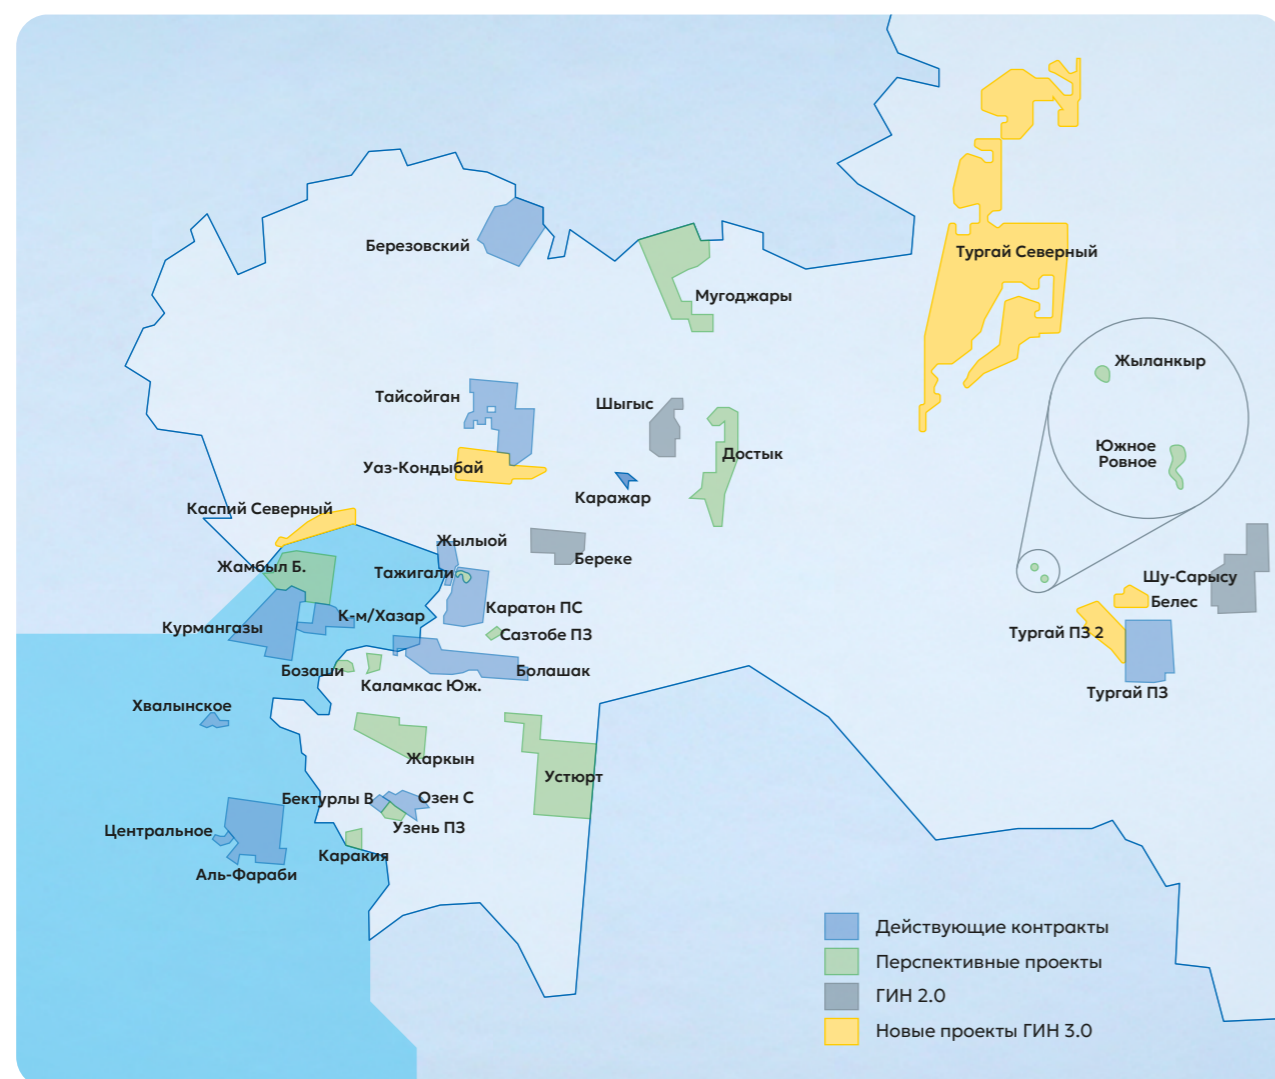 Березовский
Тургай Северный
Мугоджары
Жыланкыр
Тайсойган
Шыгыс
Южное
Ровное
Достык
Уаз-Кондыбай
Каражар
Каспий Северный
Жылыой
Береке
Жамбыл Б.
Тажигали
Шу-Сарысу
Белес
Каратон ПС
К-м/Хазар
Курмангазы
Сазтобе ПЗ
Тургай ПЗ 2
Бозаши
Болашак
Каламкас Юж.
Тургай ПЗ
Хвалынское
Жаркын
Устюрт
Бектурлы В
Озен С
Узень ПЗ
Центральное
Каракия
Аль-Фараби
Действующие контракты
Перспективные проекты
ГИН 2.0
Новые проекты ГИН 3.0